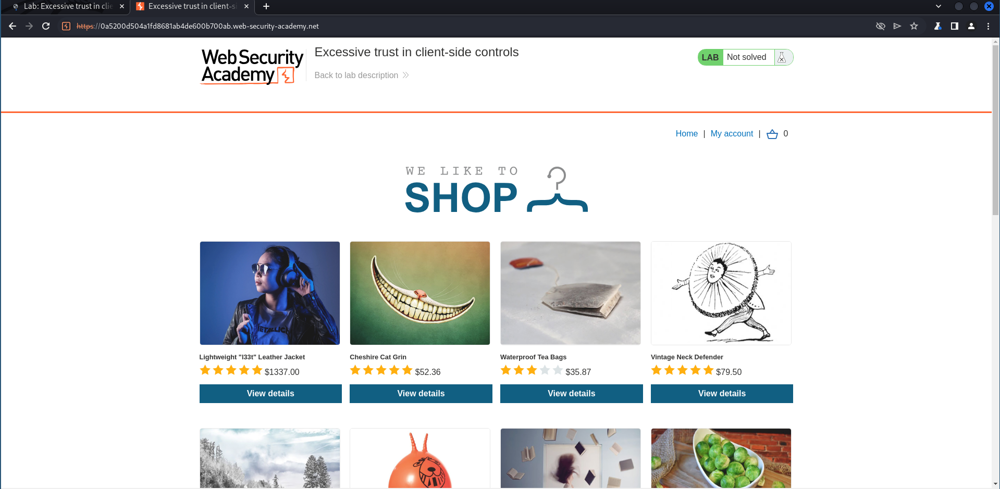 Lab: Excessive trust in clie
Excessive trust in client-si
https://0a5200d504a1fd8681ab4de600b700ab.web-security-academy.net
Web Security
Academy
Excessive trust in client-side controls
Back to lab description
LAB Not solved
Home | My account | 0
WE LIKE TO
SHOP
METALLICA
Lightweight "l33t" Leather Jacket
$1337.00
View details
Cheshire Cat Grin
$52.36
View details
Waterproof Tea Bags
$35.87
View details
Vintage Neck Defender
$79.50
View details